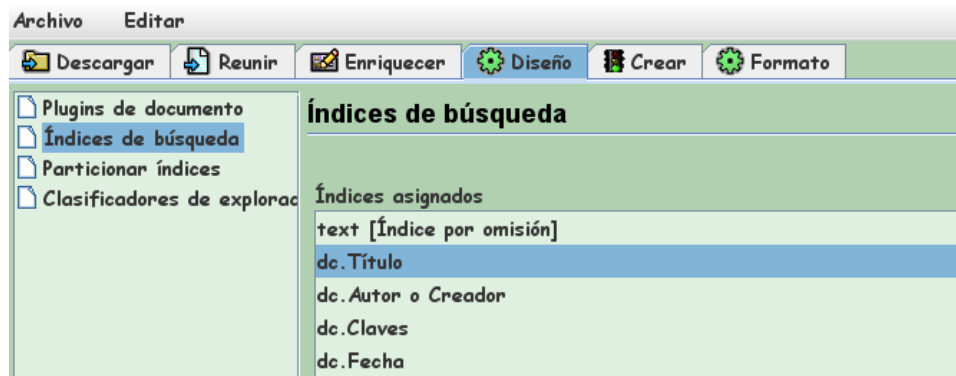 Archivo Editar
Descargar Reunir Enriquecer Diseño Crear Formato
Plugins de documento
Índices de búsqueda
Particionar índices
Clasificadores de explorac
Índices de búsqueda
Índices asignados
text [Índice por omisión]
dc.Título
dc.Autor o Creador
dc.Claves
dc.Fecha